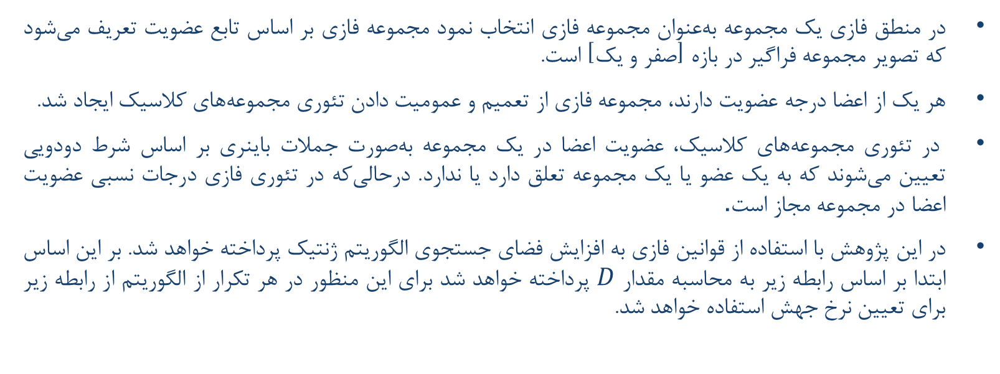 • در منطق فازی یک مجموعه به‌عنوان مجموعه فازی انتخاب نمود مجموعه فازی بر اساس تابع عضویت تعریف می‌شود
که تصویر مجموعه فراگیر در بازه [صفر و یک] است.
• هر یک از اعضا درجه عضویت دارند، مجموعه فازی از تعمیم و عمومیت دادن تئوری مجموعه‌های کلاسیک ایجاد شد.
• در تئوری مجموعه‌های کلاسیک، عضویت اعضا در یک مجموعه به‌صورت جملات باینری بر اساس شرط دودویی
تعیین می‌شوند که به یک عضو یا یک مجموعه تعلق دارد یا ندارد. درحالی‌که در تئوری فازی درجات نسبی عضویت
اعضا در مجموعه مجاز است.
• در این پژوهش با استفاده از قوانین فازی به افزایش فضای جستجوی الگوریتم ژنتیک پرداخته خواهد شد. بر این اساس
ابتدا بر اساس رابطه زیر به محاسبه مقدار D پرداخته خواهد شد برای این منظور در هر تکرار از الگوریتم از رابطه زیر
برای تعیین نرخ جهش استفاده خواهد شد.